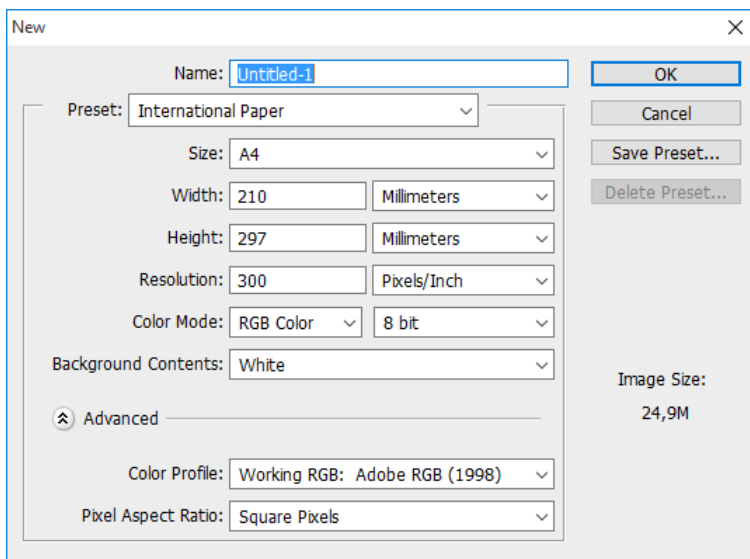 New
Name: Untitled-1
OK
Preset: International Paper
Cancel
Size: A4
Save Preset...
Width: 210 Millimeters
Delete Preset...
Height: 297 Millimeters
Resolution: 300 Pixels/Inch
Color Mode: RGB Color 8 bit
Background Contents: White
Image Size:
24,9M
Advanced
Color Profile: Working RGB: Adobe RGB (1998)
Pixel Aspect Ratio: Square Pixels